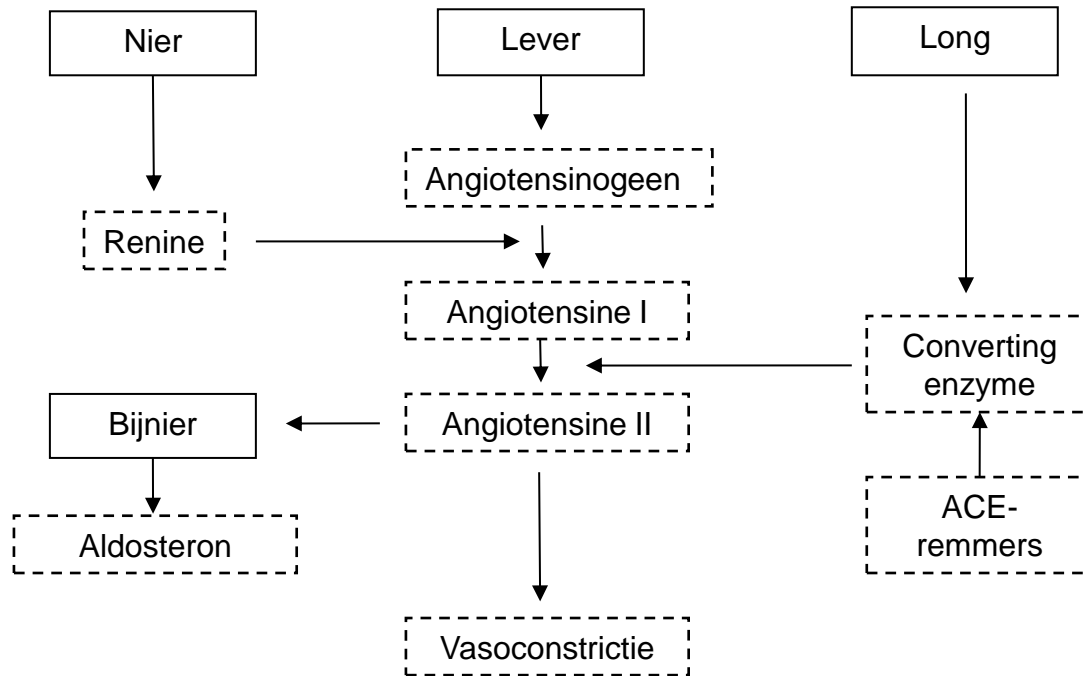 Nier
Lever
Long
Angiotensinogeen
Renine
Angiotensine I
Converting
enzyme
Bijnier
Angiotensine II
ACE-
remmers
Aldosteron
Vasoconstrictie